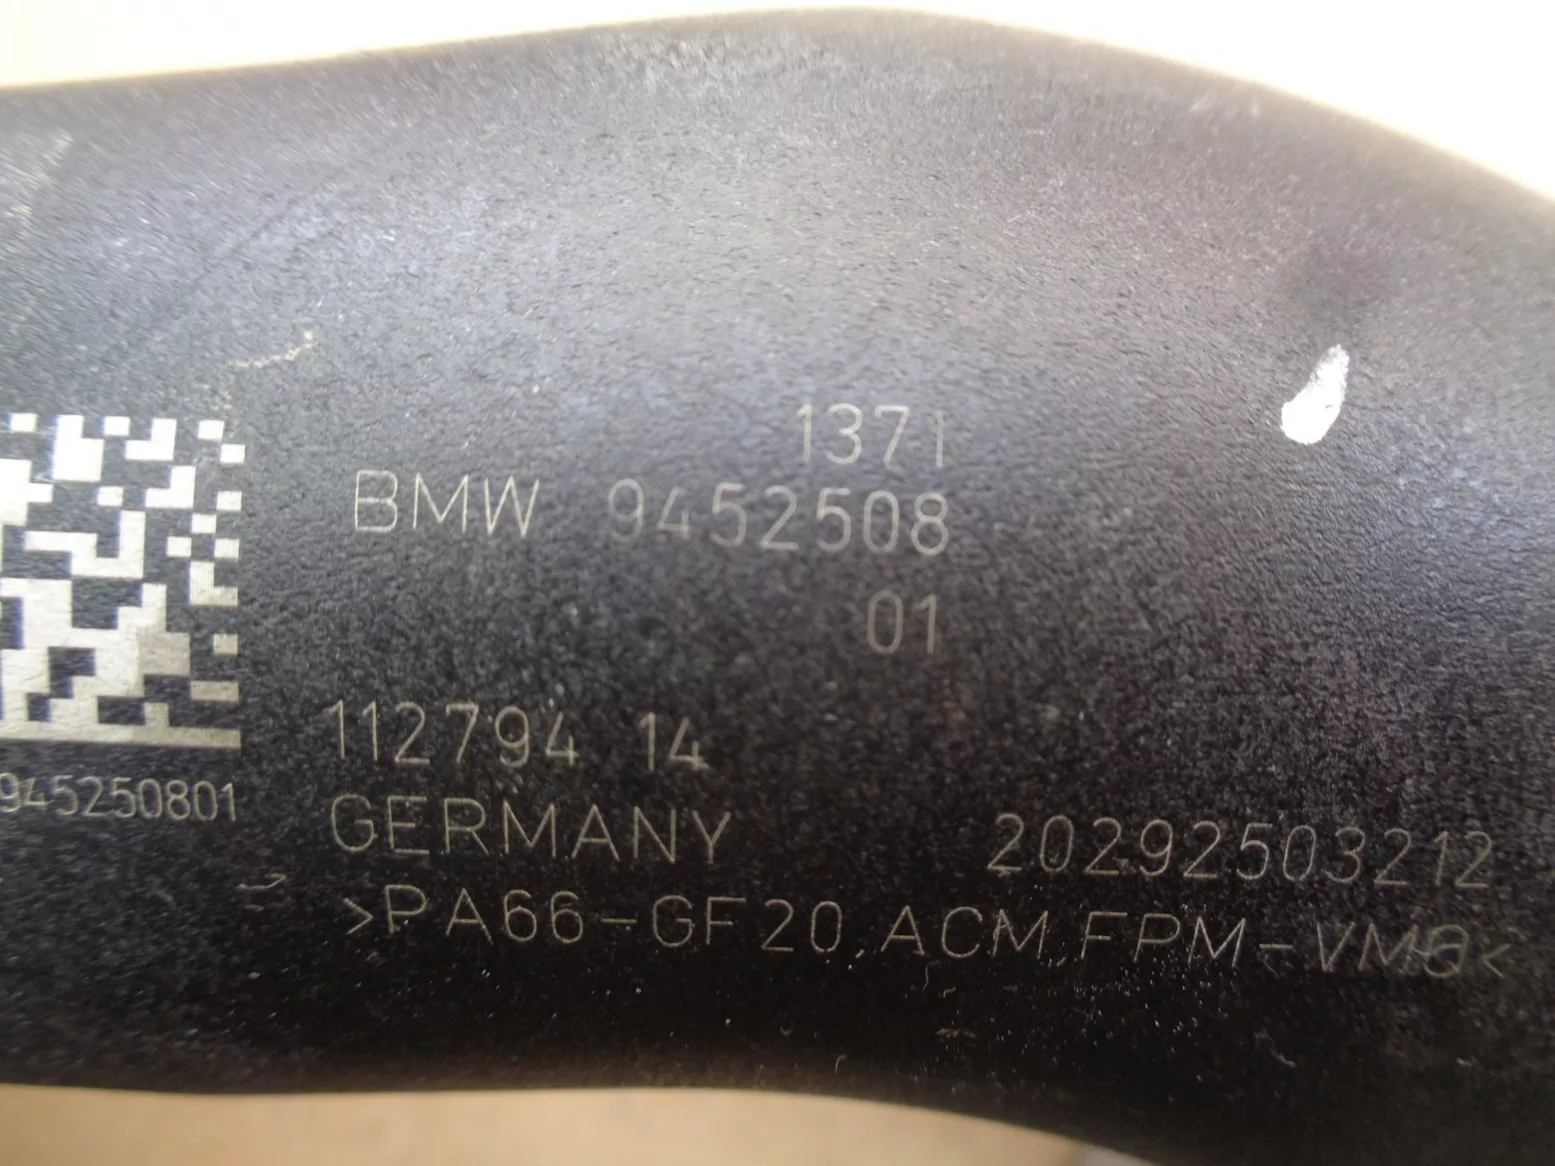 1371
BMW 9452508
01
112794 14
945250801
GERMANY 20292503212
>PA66-GF20,ACM,FPM-VMQ<